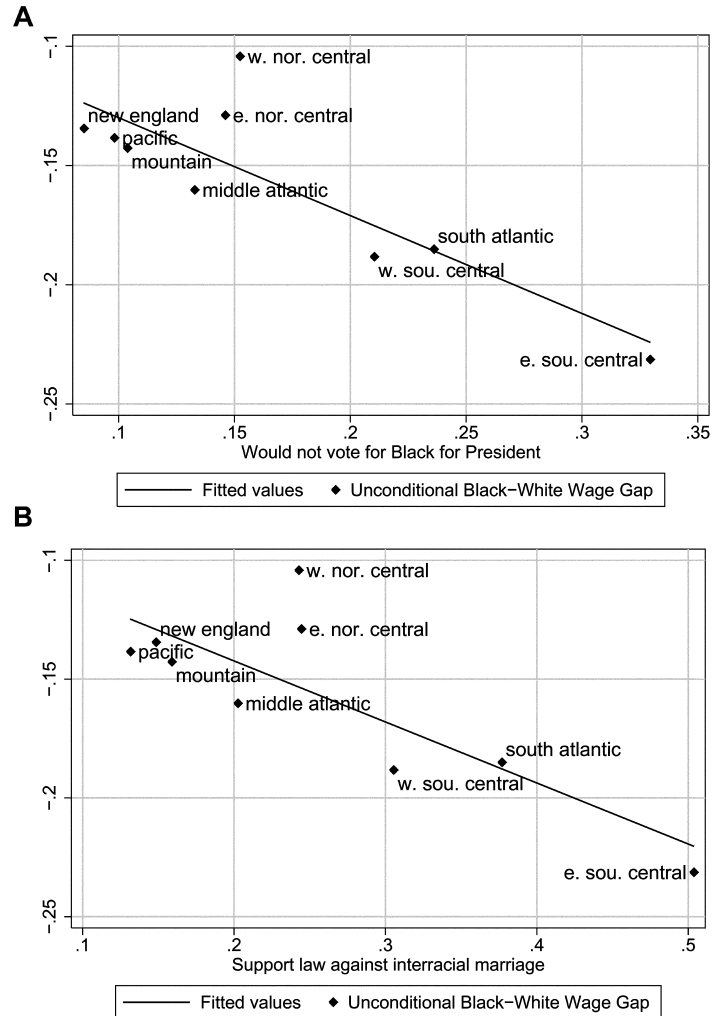 A
-.1
-.15
-.2
-.25
w. nor. central
new england
e. nor. central
pacific
mountain
middle atlantic
south atlantic
w. sou. central
e. sou. central
.1 .15 .2 .25 .3 .35
Would not vote for Black for President
Fitted values ◆ Unconditional Black−White Wage Gap
B
-.1
-.15
-.2
-.25
w. nor. central
new england
e. nor. central
pacific
mountain
middle atlantic
south atlantic
w. sou. central
e. sou. central
.1 .2 .3 .4 .5
Support law against interracial marriage
Fitted values ◆ Unconditional Black−White Wage Gap